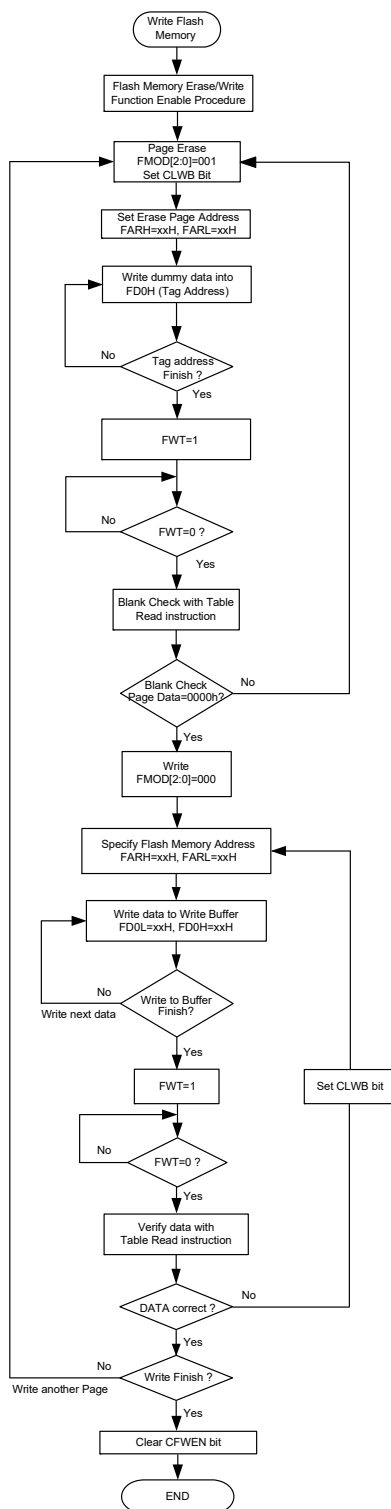 Write Flash
Memory
Flash Memory Erase/Write
Function Enable Procedure
Page Erase
FMOD[2:0]=001
Set CLWB Bit
Set Erase Page Address
FARH=xxH, FARL=xxH
Write dummy data into
FD0H (Tag Address)
No
Tag address
Finish ?
Yes
FWT=1
No
FWT=0 ?
Yes
Blank Check with Table
Read instruction
Blank Check
Page Data=0000h?
No
Yes
Write
FMOD[2:0]=000
Specify Flash Memory Address
FARH=xxH, FARL=xxH
Write data to Write Buffer
FD0L=xxH, FD0H=xxH
No
Write next data
Write to Buffer
Finish?
Yes
FWT=1
Set CLWB bit
No
FWT=0 ?
Yes
Verify data with
Table Read instruction
DATA correct ?
No
Yes
No
Write another Page
Write Finish ?
Yes
Clear CFWEN bit
END